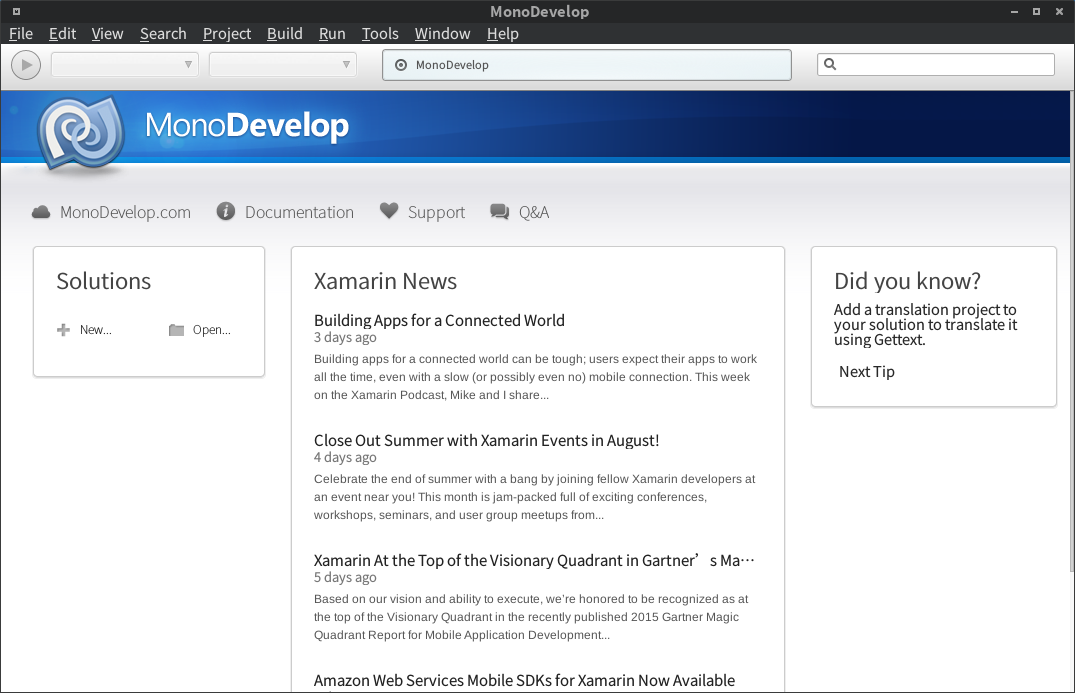 MonoDevelop
File Edit View Search Project Build Run Tools Window Help
MonoDevelop
MonoDevelop
MonoDevelop.com Documentation Support Q&A
Solutions
New... Open...
Xamarin News
Building Apps for a Connected World
3 days ago
Building apps for a connected world can be tough; users expect their apps to work
all the time, even with a slow (or possibly even no) mobile connection. This week
on the Xamarin Podcast, Mike and I share...
Close Out Summer with Xamarin Events in August!
4 days ago
Celebrate the end of summer with a bang by joining fellow Xamarin developers at
an event near you! This month is jam-packed full of exciting conferences,
workshops, seminars, and user group meetups from...
Xamarin At the Top of the Visionary Quadrant in Gartner’s Ma…
5 days ago
Based on our vision and ability to execute, we’re honored to be recognized as at
the top of the Visionary Quadrant in the recently published 2015 Gartner Magic
Quadrant Report for Mobile Application Development...
Amazon Web Services Mobile SDKs for Xamarin Now Available
Did you know?
Add a translation project to
your solution to translate it
using Gettext.
Next Tip